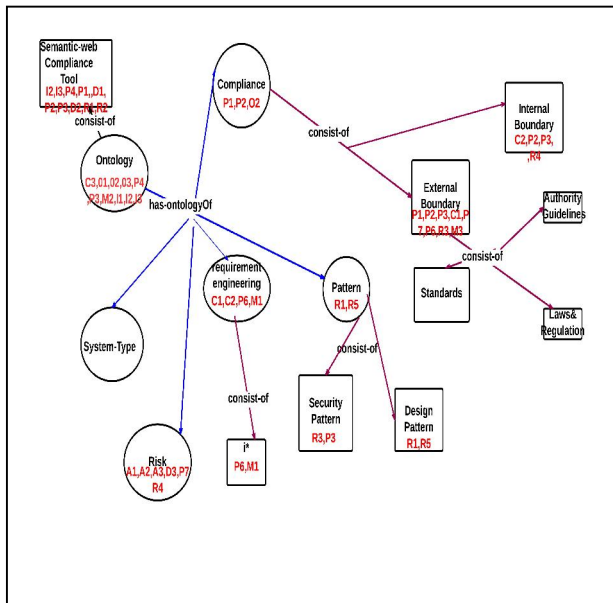 Semantic-web
Compliance
Tool
I2,I3,P4,P1,,D1,
P2,P3,D2,R1,R2
consist-of
Ontology
C3,01,02,03,P4
,P3,M2,I1,I2,I3
has-ontologyOf
Compliance
P1,P2,O2
consist-of
Internal
Boundary
C2,P2,P3,
,R4
External
Boundary
P1,P2,P3,C1,P
7,P6,R3,M3
consist-of
Authority
Guidelines
Standards
Laws&
Regulation
requirement
engineering
C1,C2,P6,M1
Pattern
R1,R5
System-Type
consist-of
consist-of
Security
Pattern
R3,P3
Design
Pattern
R1,R5
Risk
A1,A2,A3,D3,P7
R4
i*
P6,M1